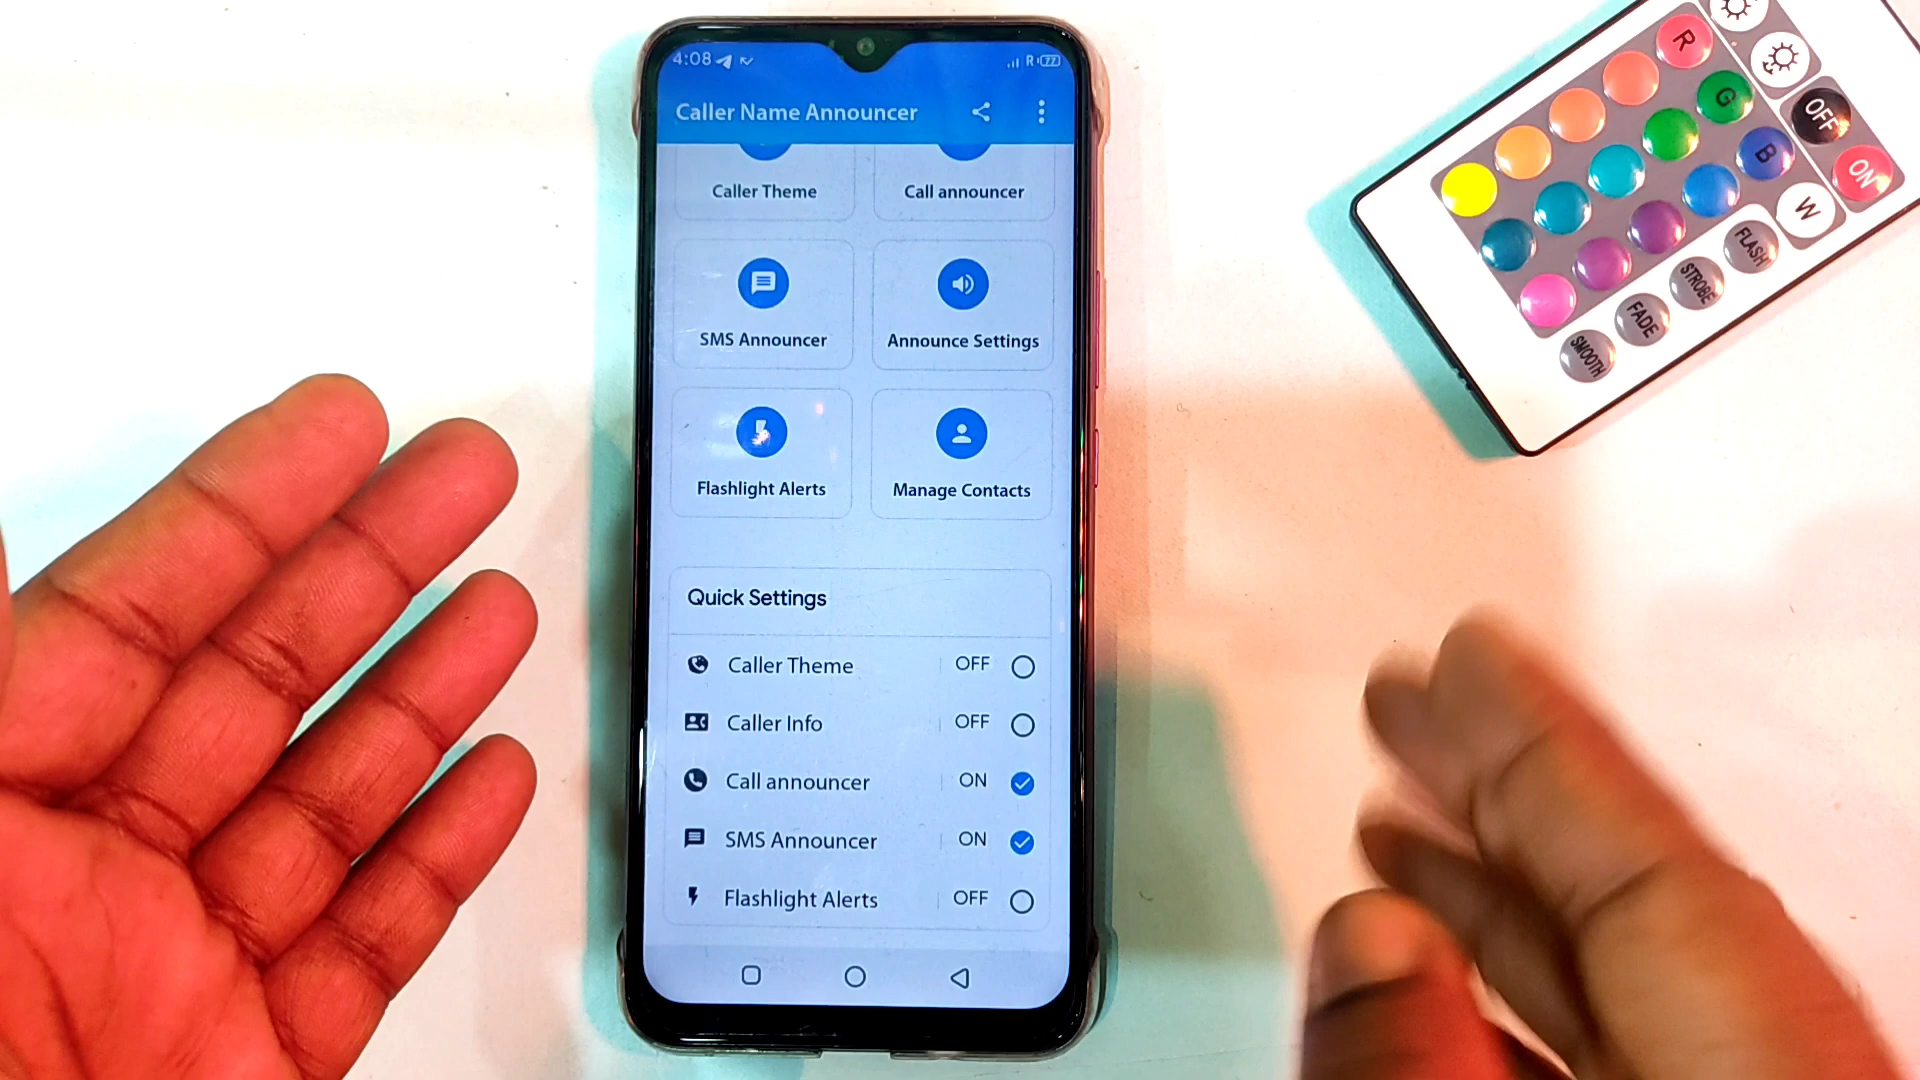 4:08
R 77
Caller Name Announcer
Caller Theme
Call announcer
SMS Announcer
Announce Settings
Flashlight Alerts
Manage Contacts
Quick Settings
Caller Theme OFF
Caller Info OFF
Call announcer ON
SMS Announcer ON
Flashlight Alerts OFF
OFF
ON
R
G
B
W
FLASH
STROBE
FADE
SMOOTH